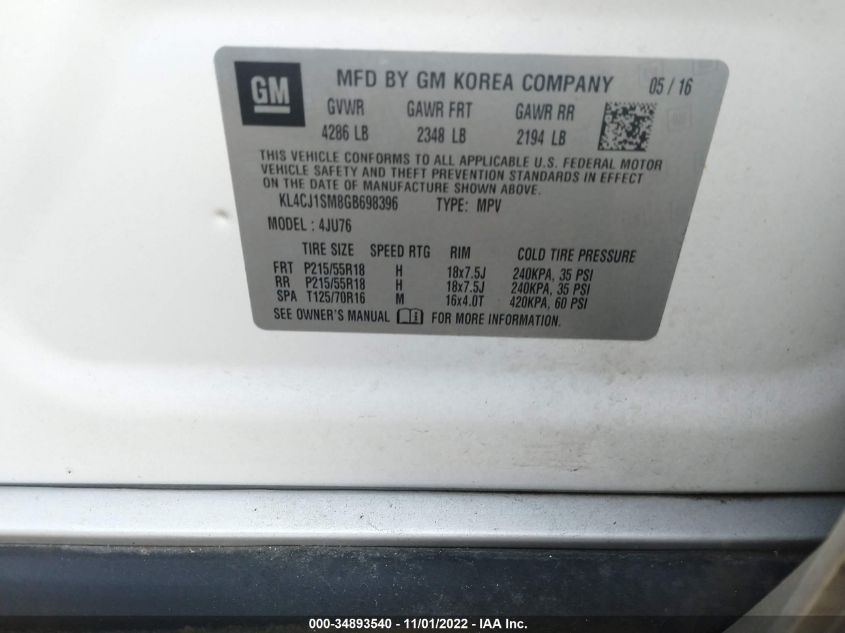 GM
MFD BY GM KOREA COMPANY 05 / 16
GVWR GAWR FRT GAWR RR
4286 LB 2348 LB 2194 LB
THIS VEHICLE CONFORMS TO ALL APPLICABLE U.S. FEDERAL MOTOR
VEHICLE SAFETY AND THEFT PREVENTION STANDARDS IN EFFECT
ON THE DATE OF MANUFACTURE SHOWN ABOVE.
KL4CJ1SM8GB698396 TYPE: MPV
MODEL : 4JU76
TIRE SIZE SPEED RTG RIM COLD TIRE PRESSURE
FRT P215/55R18 H 18x7.5J 240KPA, 35 PSI
RR P215/55R18 H 18x7.5J 240KPA, 35 PSI
SPA T125/70R16 M 16x4.0T 420KPA, 60 PSI
SEE OWNER'S MANUAL FOR MORE INFORMATION.
000-34893540 - 11/01/2022 - IAA Inc.